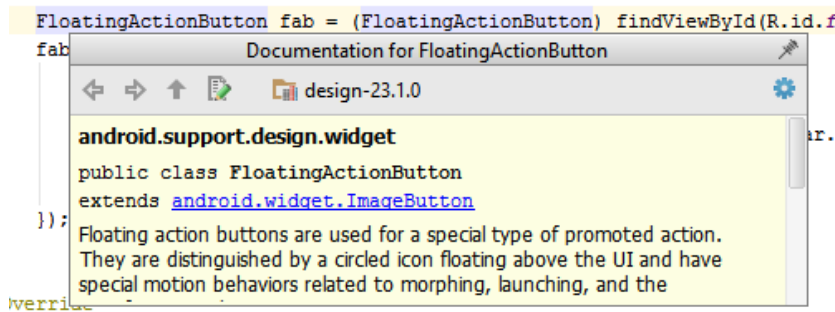 FloatingActionButton fab = (FloatingActionButton) findViewById(R.id.f
fab
Documentation for FloatingActionButton
design-23.1.0
android.support.design.widget
ar.
public class FloatingActionButton
extends android.widget.ImageButton
});
Floating action buttons are used for a special type of promoted action.
They are distinguished by a circled icon floating above the UI and have
special motion behaviors related to morphing, launching, and the
verride